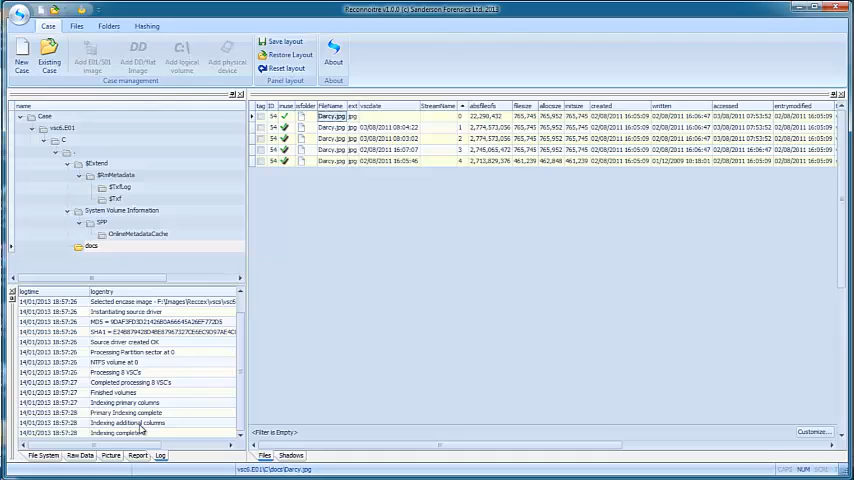 Reconnoitre v1.0.0 (c) Sanderson Forensics Ltd, 2013
Case Files Folders Hashing
New Case
Existing Case
Add E01/S01 image
Add DD/flat Image
Add logical volume
Add physical device
Save layout
Restore Layout
Reset layout
About
Case management
Panel layout
About
name
Case
vsc6.E01
C
.
$Extend
$RmMetadata
$TxfLog
$Txf
System Volume Information
SPP
OnlineMetadataCache
docs
tag ID inuse isfolder FileName ext vscdate StreamName absfileofs filesize allocsize initsize created written accessed entrymodified
54 Darcy.jpg jpg 0 22,290,432 765,745 765,952 765,745 02/08/2011 16:05:09 02/08/2011 16:06:47 03/08/2011 07:53:52 02/08/2011 16:05:09
54 Darcy.jpg jpg 03/08/2011 08:04:22 1 2,774,573,056 765,745 765,952 765,745 02/08/2011 16:05:09 02/08/2011 16:06:47 03/08/2011 07:53:52 02/08/2011 16:05:09
54 Darcy.jpg jpg 03/08/2011 08:03:02 2 2,774,573,056 765,745 765,952 765,745 02/08/2011 16:05:09 02/08/2011 16:06:47 03/08/2011 07:53:52 02/08/2011 16:05:09
54 Darcy.jpg jpg 02/08/2011 16:07:07 3 2,745,065,472 765,745 765,952 765,745 02/08/2011 16:05:09 02/08/2011 16:06:47 02/08/2011 16:06:47 02/08/2011 16:05:09
54 Darcy.jpg jpg 02/08/2011 16:05:46 4 2,713,829,376 461,239 462,848 461,239 02/08/2011 16:05:09 01/12/2009 10:18:01 02/08/2011 16:05:09 02/08/2011 16:05:09
logtime logentry
14/01/2013 18:57:26 Selected encase image - F:\Images\Reccex\vscs\vsc6
14/01/2013 18:57:26 Instantiating source driver
14/01/2013 18:57:26 MD5 =
14/01/2013 18:57:26 SHA1 =
14/01/2013 18:57:26 Source driver created OK
14/01/2013 18:57:26 Processing Partition sector at 0
14/01/2013 18:57:26 NTFS volume at 0
14/01/2013 18:57:26 Processing 8 VSC's
14/01/2013 18:57:27 Completed processing 8 VSC's
14/01/2013 18:57:27 Finished volumes
14/01/2013 18:57:27 Indexing primary columns
14/01/2013 18:57:28 Primary Indexing complete
14/01/2013 18:57:28 Indexing additional columns
14/01/2013 18:57:28 Indexing complete
<Filter is Empty> Customize...
File System Raw Data Picture Report Log
Files Shadows
vsc6.E01\C\docs\Darcy.jpg
CAPS NUM SCRL